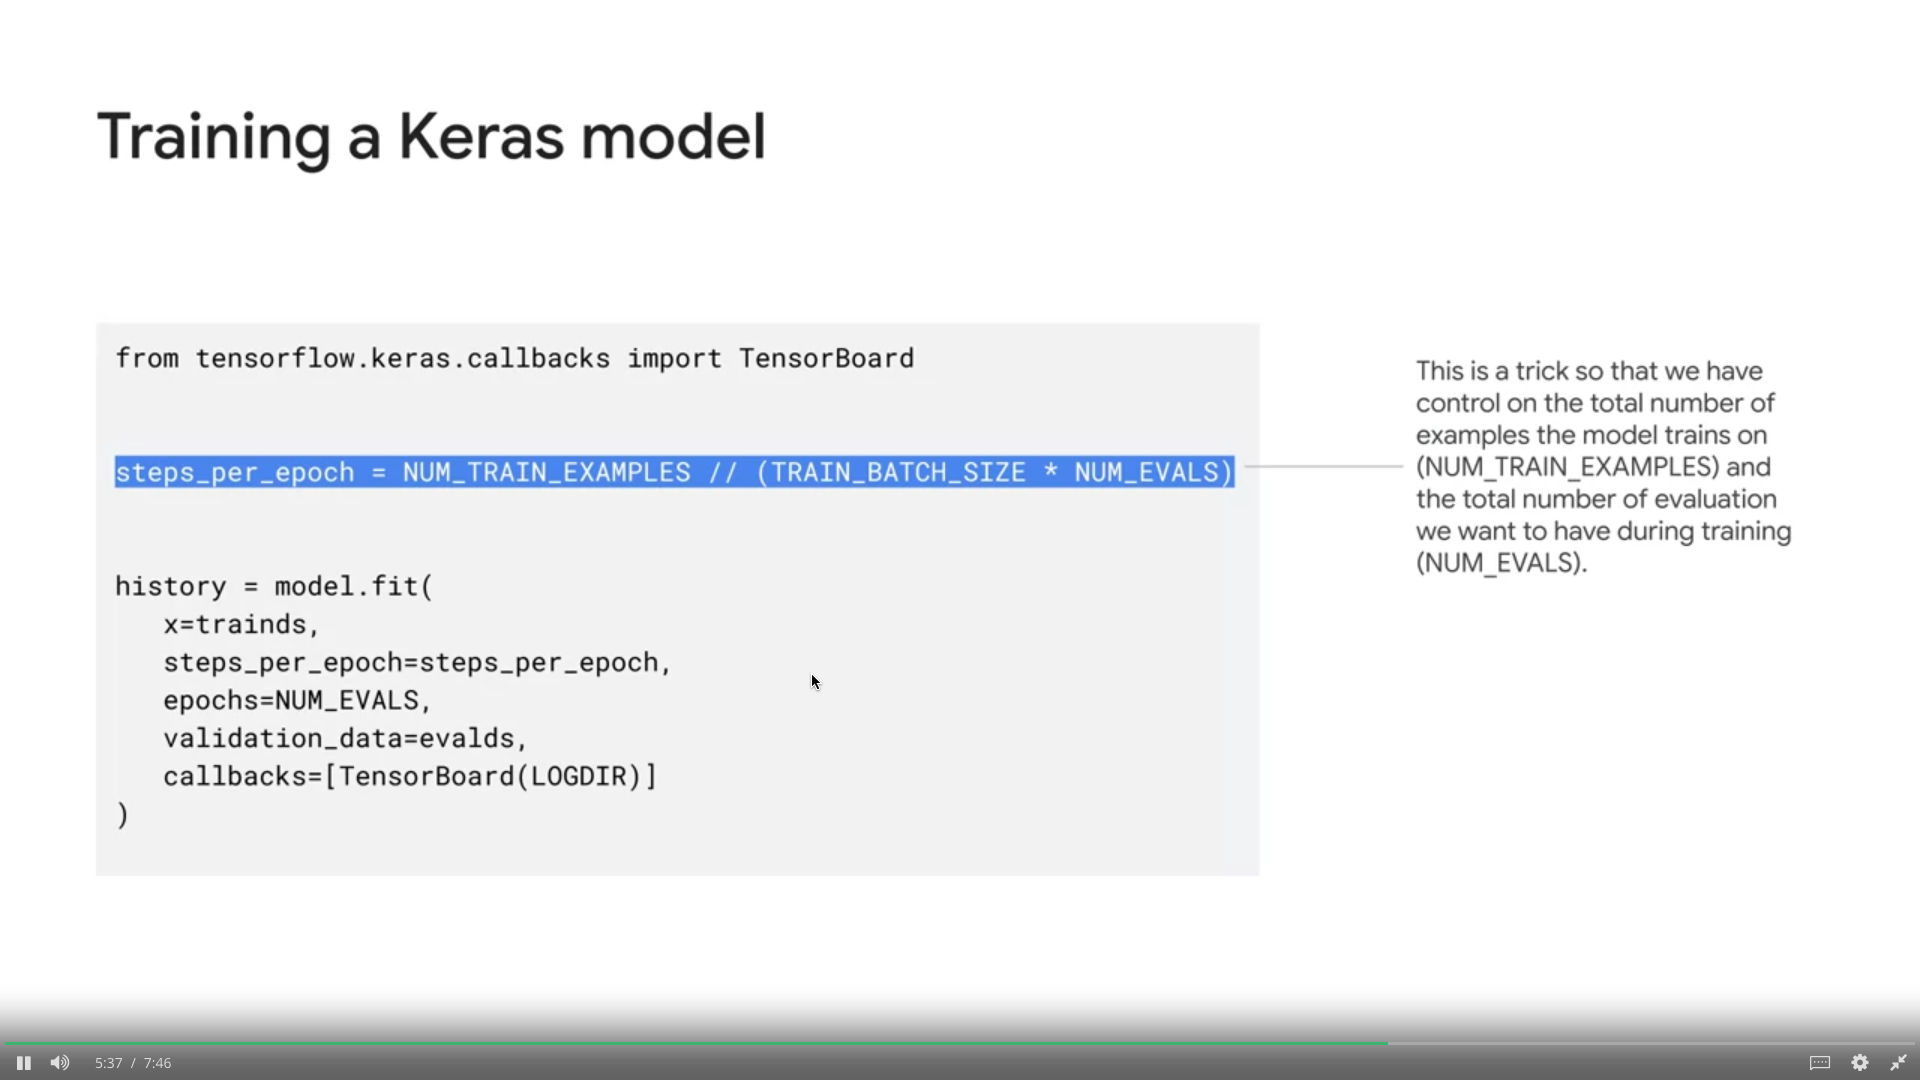 Training a Keras model
from tensorflow.keras.callbacks import TensorBoard
steps_per_epoch = NUM_TRAIN_EXAMPLES // (TRAIN_BATCH_SIZE * NUM_EVALS)
history = model.fit(
x=trainds,
steps_per_epoch=steps_per_epoch,
epochs=NUM_EVALS,
validation_data=evalds,
callbacks=[TensorBoard(LOGDIR)]
)
This is a trick so that we have
control on the total number of
examples the model trains on
(NUM_TRAIN_EXAMPLES) and
the total number of evaluation
we want to have during training
(NUM_EVALS).
5:37 / 7:46